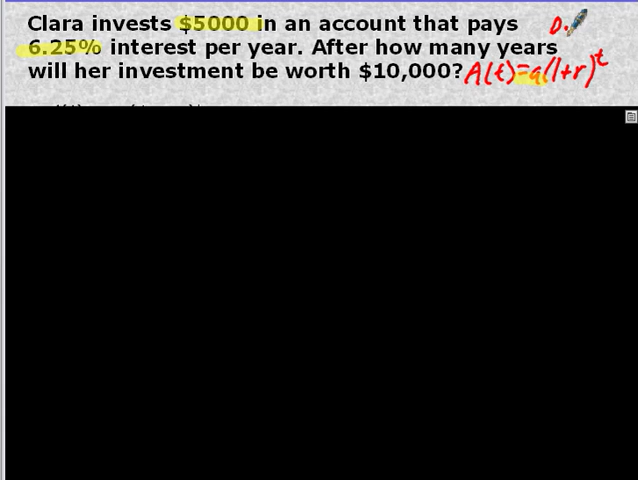 Clara invests $5000 in an account that pays 0.
6.25% interest per year. After how many years
will her investment be worth $10,000? A(t)=a(1+r)^t